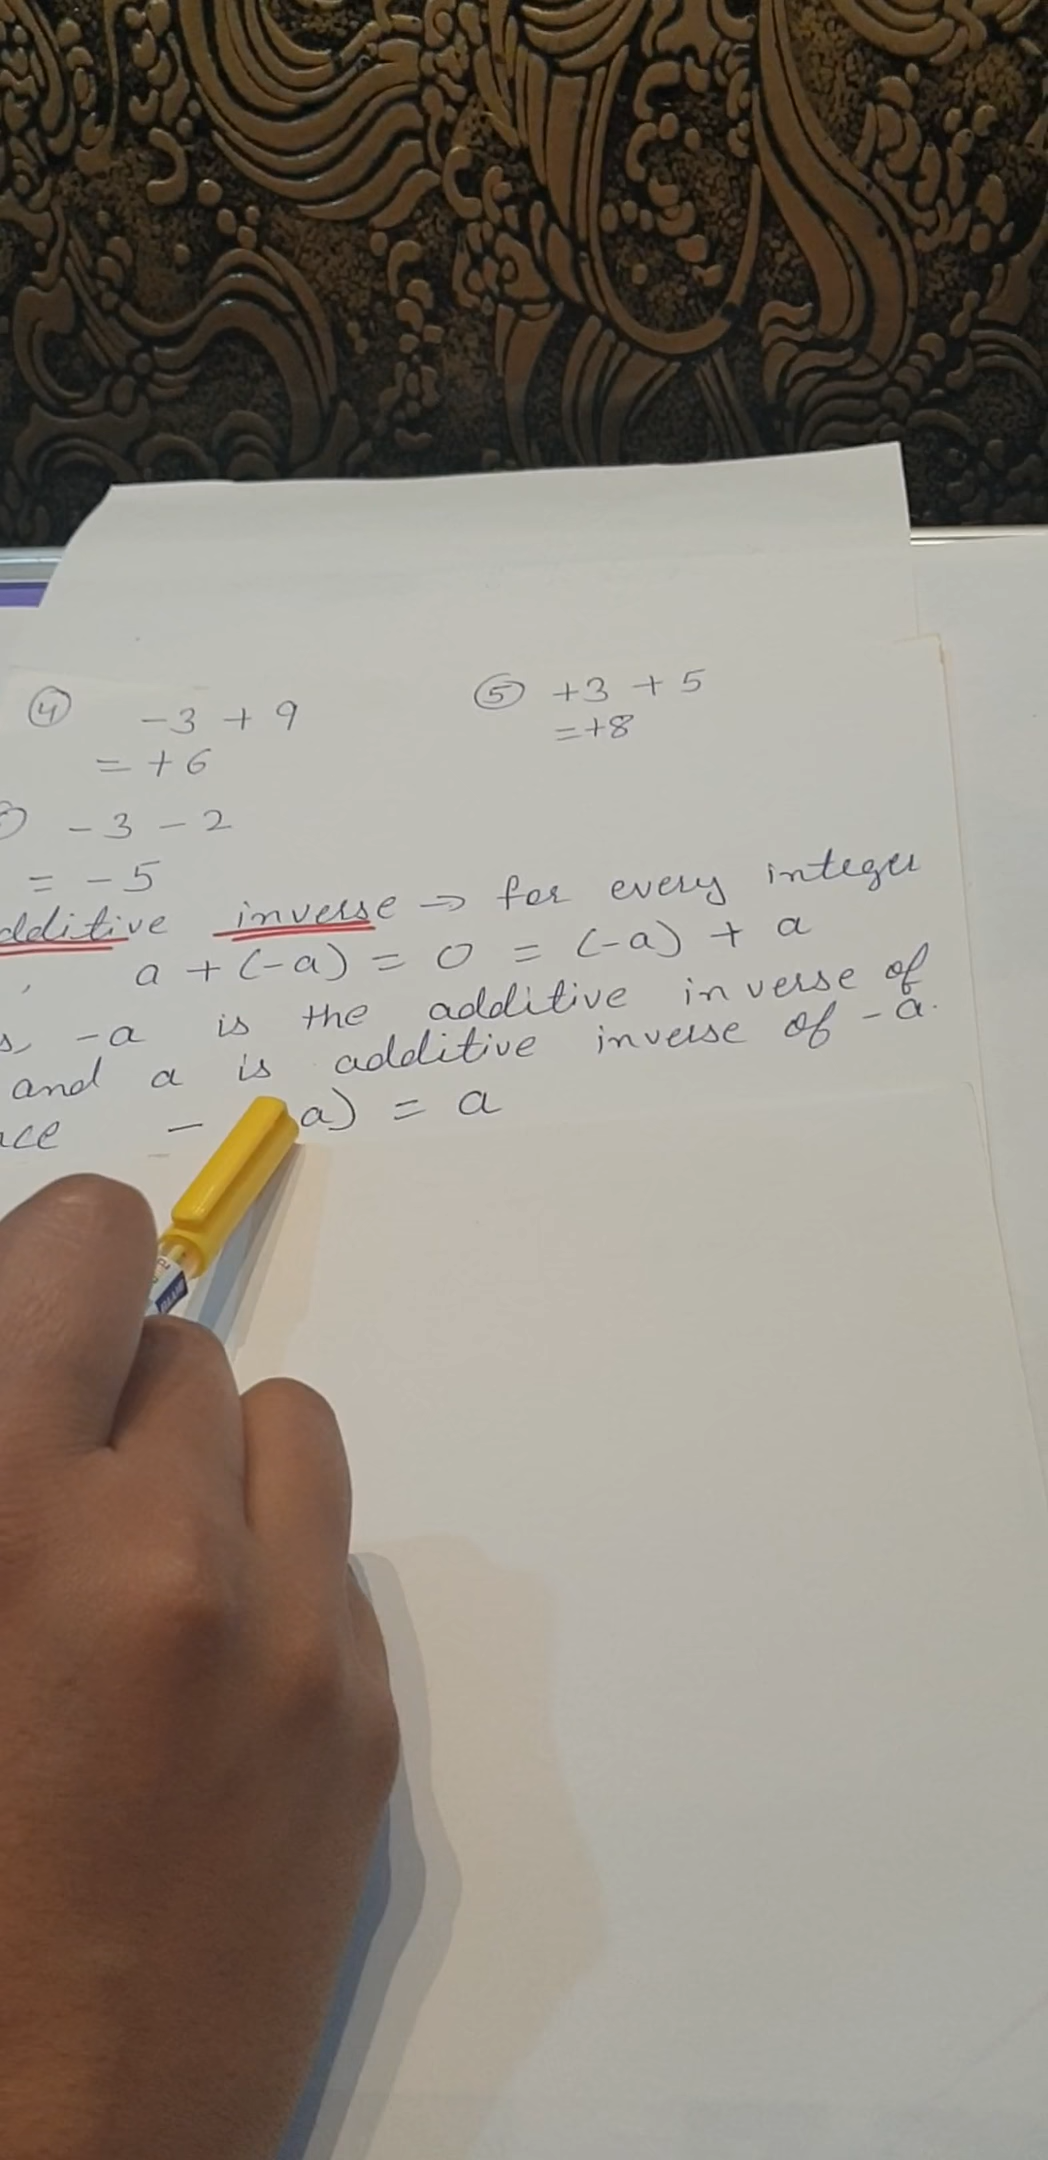 ④ -3 + 9
= +6
⑤ +3 + 5
= +8
-3 - 2
= -5
dditive inverse → for every integer
, a + (-a) = 0 = (-a) + a
s, -a is the additive inverse of
and a is additive inverse of -a.
nce - a) = a